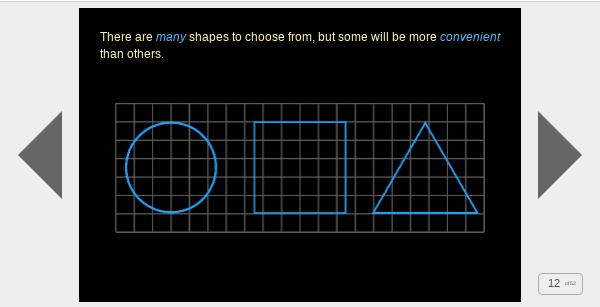 There are many shapes to choose from, but some will be more convenient
than others.
12 of 52